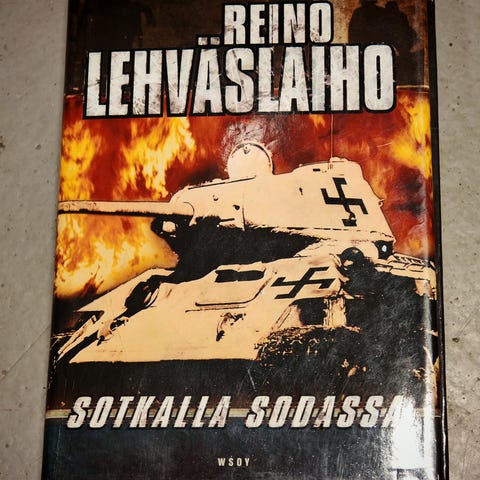 REINO
LEHVÄSLAIHO
SOTKALLA SODASSA
WSOY